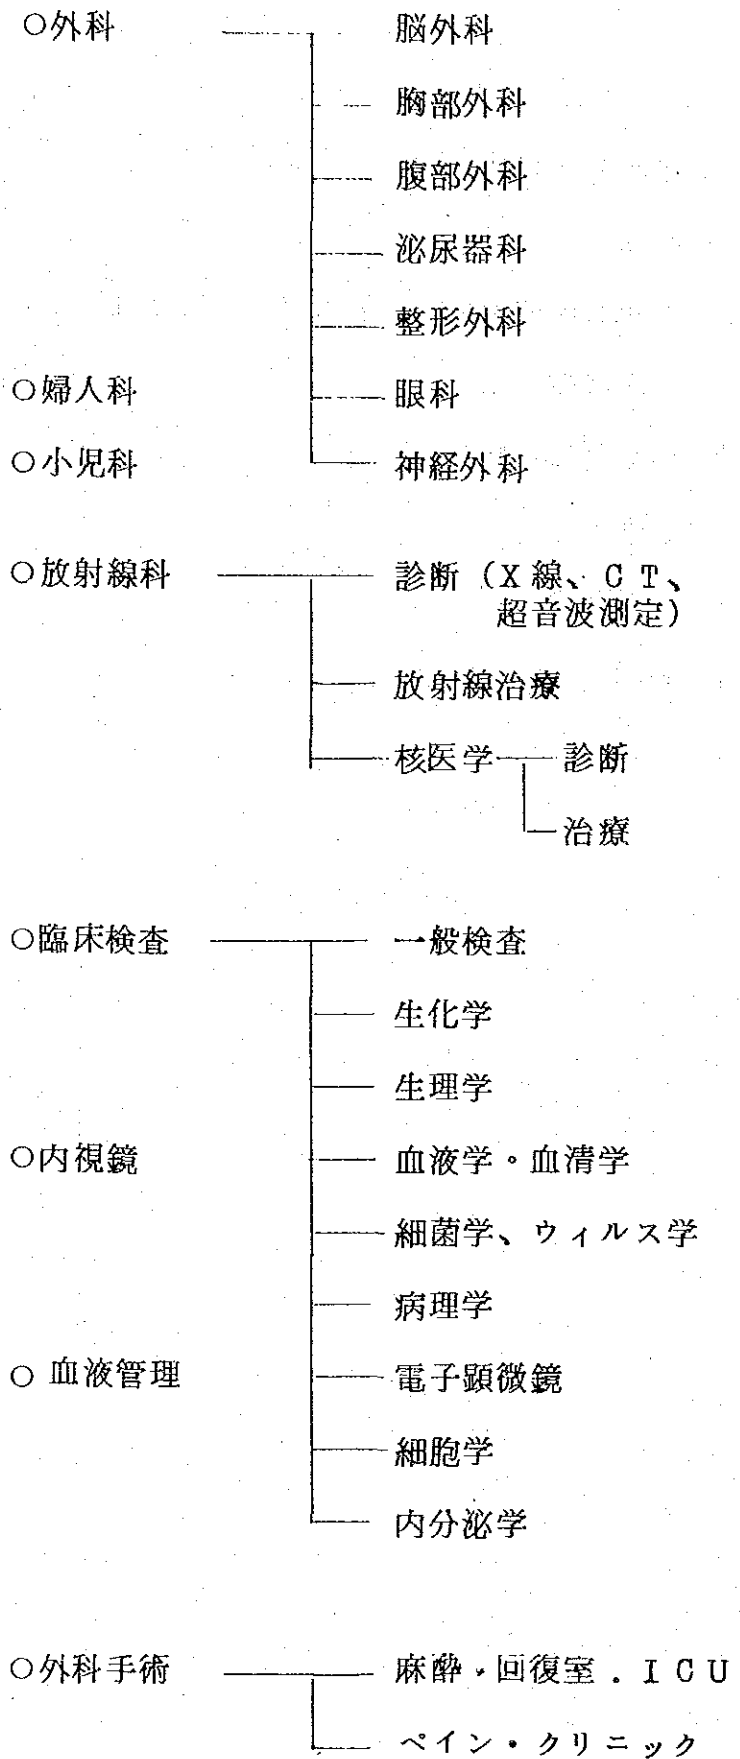 ○外科 脳外科
胸部外科
腹部外科
泌尿器科
整形外科
○婦人科 眼科
○小児科 神経外科
○放射線科 診断（X線、CT、
超音波測定）
放射線治療
核医学 診断
治療
○臨床検査 一般検査
生化学
生理学
○内視鏡 血液学・血清学
細菌学、ウィルス学
病理学
○血液管理 電子顕微鏡
細胞学
内分泌学
○外科手術 麻酔・回復室．ICU
ペイン・クリニック